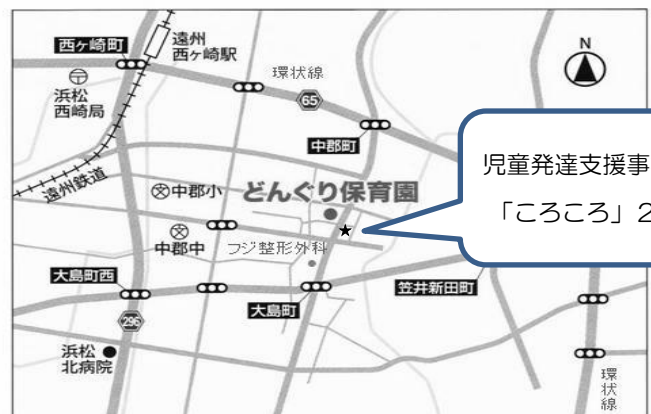 西ヶ崎町
遠州
西ヶ崎駅
環状線
65
N
浜松
西崎局
中郡町
遠州鉄道
児童発達支援事
「ころころ」2
文中郡小
どんぐり保育園
★
文
中郡中
フジ整形外科
大島町西
大島町
笠井新田町
296
浜松
北病院
環状線